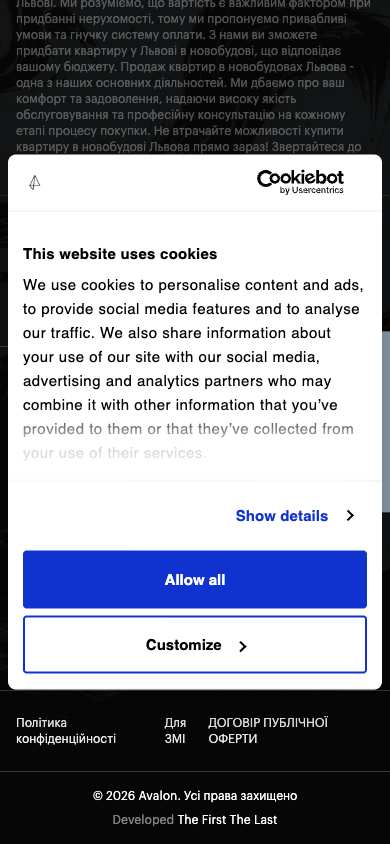 Львові. Ми розуміємо, що вартість є важливим фактором при
придбанні нерухомості, тому ми пропонуємо привабливі
умови та гнучку систему оплати. З нами ви зможете
придбати квартиру у Львові в новобудові, що відповідає
вашому бюджету. Продаж квартир в новобудовах Львова -
одна з наших основних діяльностей. Ми дбаємо про ваш
комфорт та задоволення, надаючи високу якість
обслуговування та професійну консультацію на кожному
етапі процесу покупки. Не втрачайте можливості купити
квартиру в новобудові Львова прямо зараз! Звертайтеся до
Cookiebot
by Usercentrics
This website uses cookies
We use cookies to personalise content and ads,
to provide social media features and to analyse
our traffic. We also share information about
your use of our site with our social media,
advertising and analytics partners who may
combine it with other information that you've
provided to them or that they've collected from
your use of their services.
Show details
Allow all
Customize
Політика
конфіденційності
Для
ЗМІ
ДОГОВІР ПУБЛІЧНОЇ
ОФЕРТИ
© 2026 Avalon. Усі права захищено
Developed The First The Last